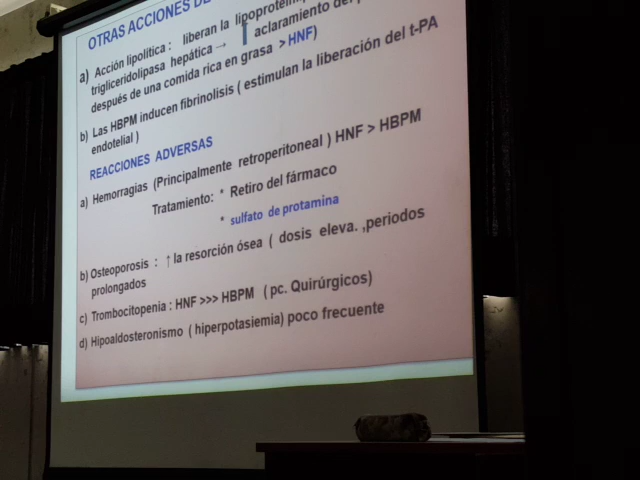 OTRAS ACCIONES DE
a) Acción lipolítica : liberan la
trigliceridolipasa hepática → ↑ aclaramiento del
después de una comida rica en grasa > HNF)
b) Las HBPM inducen fibrinolisis ( estimulan la liberación del t-PA
endotelial )
REACCIONES ADVERSAS
a) Hemorragias (Principalmente retroperitoneal ) HNF > HBPM
Tratamiento: * Retiro del fármaco
* sulfato de protamina
b) Osteoporosis : ↑ la resorción ósea ( dosis eleva. ,periodos
prolongados
c) Trombocitopenia : HNF >>> HBPM ( pc. Quirúrgicos)
d) Hipoaldosteronismo ( hiperpotasiemia) poco frecuente